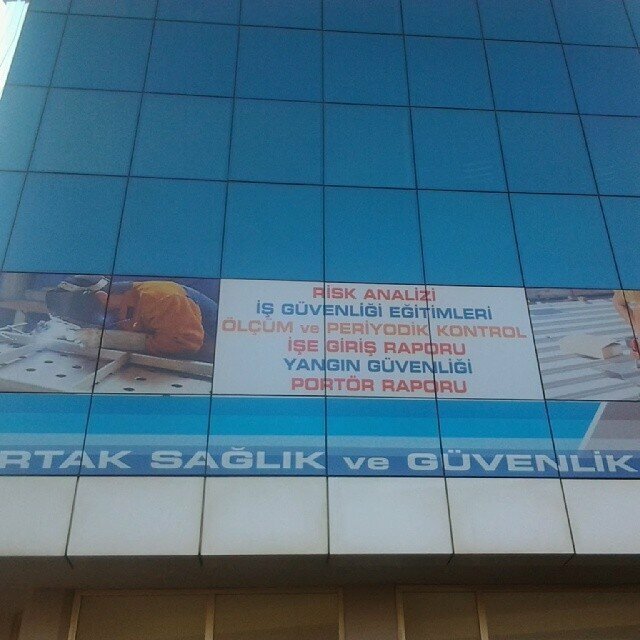 RİSK ANALİZİ
İŞ GÜVENLİĞİ EĞİTİMLERİ
ÖLÇÜM ve PERİYODİK KONTROL
İŞE GİRİŞ RAPORU
YANGIN GÜVENLİĞİ
PORTÖR RAPORU
RTAK SAĞLIK ve GÜVENLİK